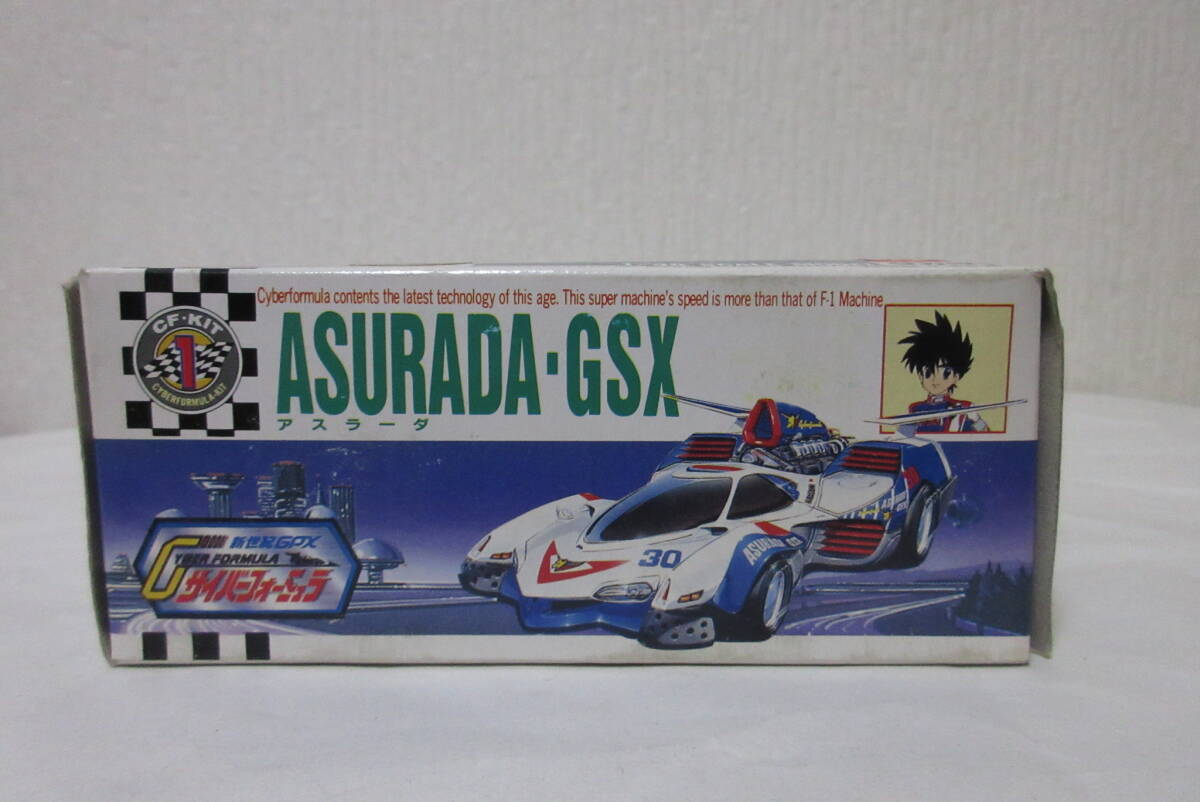 Cyberformula contents the latest technology of this age. This super machine's speed is more than that of F-1 Machine
CF·KIT
1
CYBERFORMULA·KIT
ASURADA·GSX
アスラーダ
新世紀GPX
CYBER FORMULA
サイバーフォーミュラ
30
ASURADA GSX